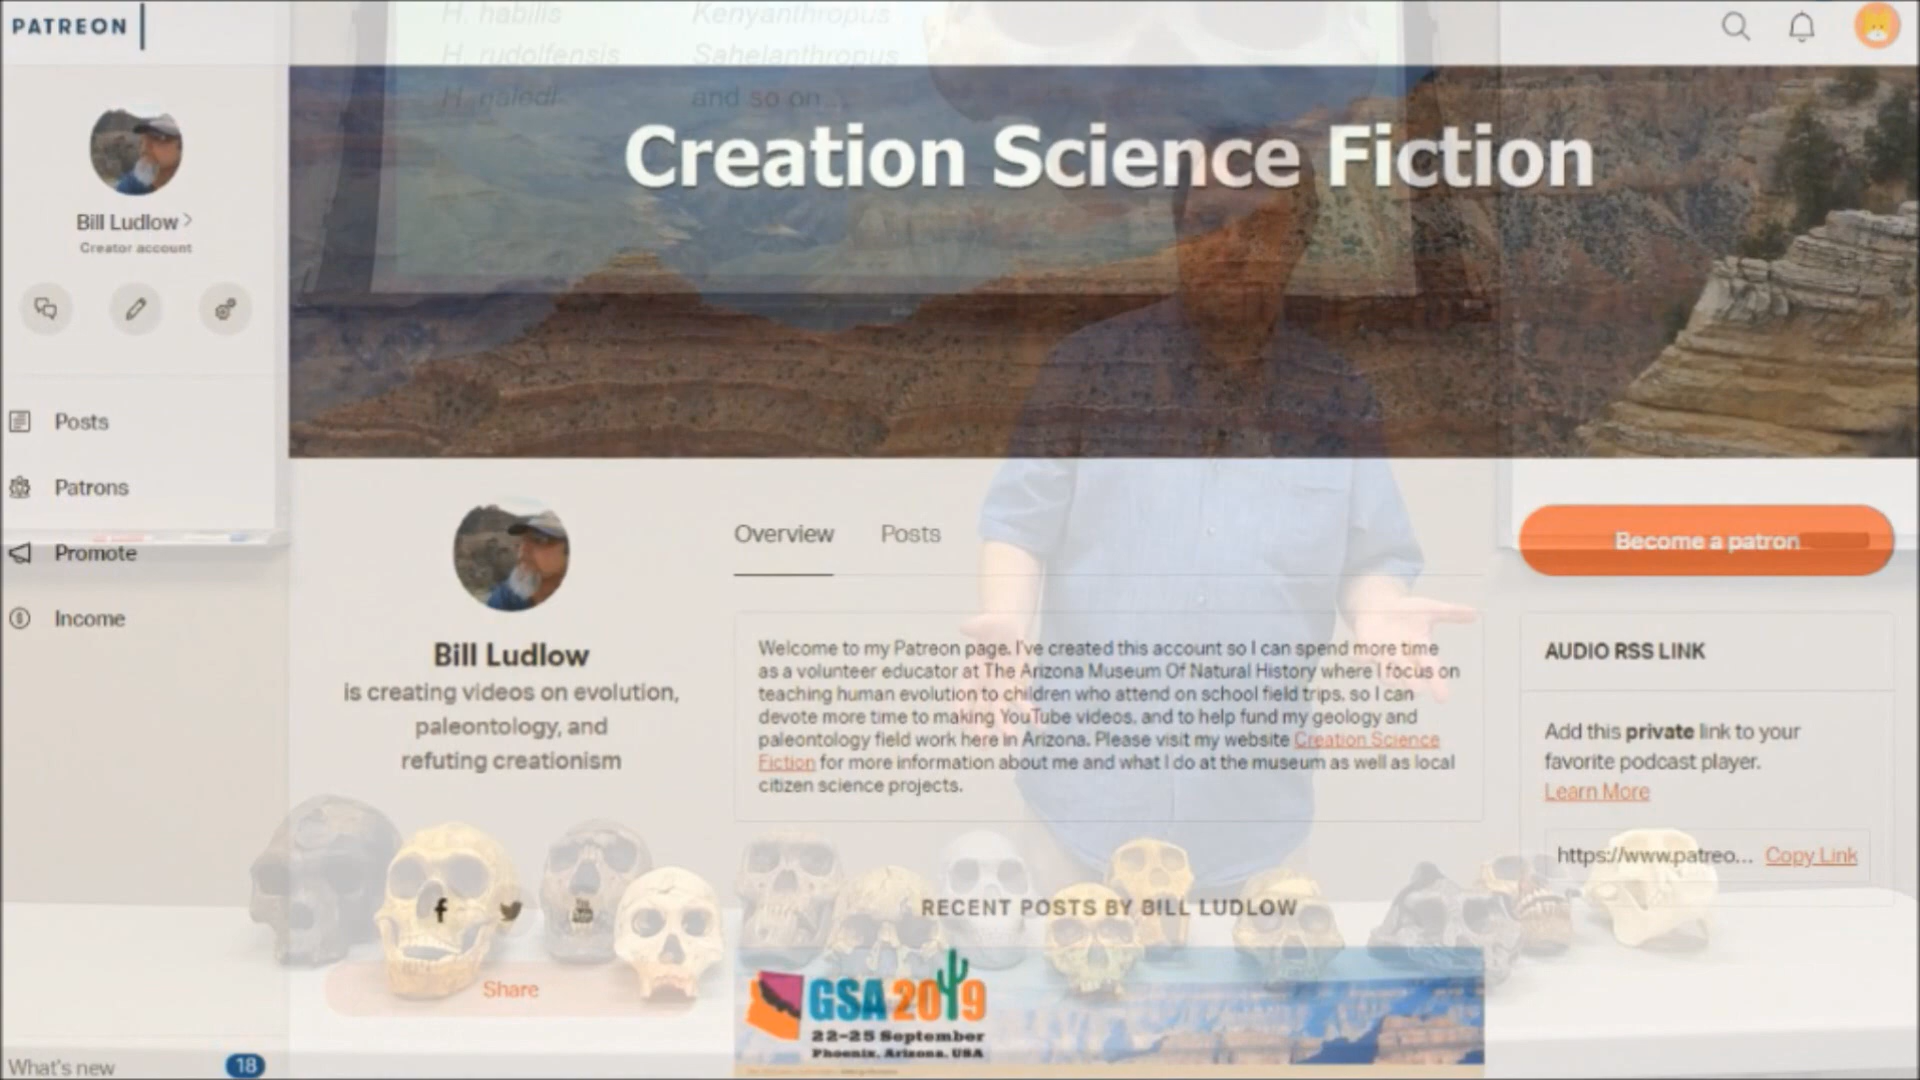 PATREON
H. habilis
Kenyanthropus
H. rudolfensis
Sahelanthropus
H. naledi
and so on...
Creation Science Fiction
Bill Ludlow
Creator account
Posts
Patrons
Promote
Income
What's new
18
Bill Ludlow
is creating videos on evolution,
paleontology, and
refuting creationism
Share
Overview
Posts
Welcome to my Patreon page. I've created this account so I can spend more time
as a volunteer educator at The Arizona Museum Of Natural History where I focus on
teaching human evolution to children who attend on school field trips, so I can
devote more time to making YouTube videos, and to help fund my geology and
paleontology field work here in Arizona. Please visit my website Creation Science
Fiction for more information about me and what I do at the museum as well as local
citizen science projects.
RECENT POSTS BY BILL LUDLOW
GSA 2019
22-25 September
Phoenix, Arizona, USA
Become a patron
AUDIO RSS LINK
Add this private link to your
favorite podcast player.
Learn More
https://www.patreo...
Copy Link